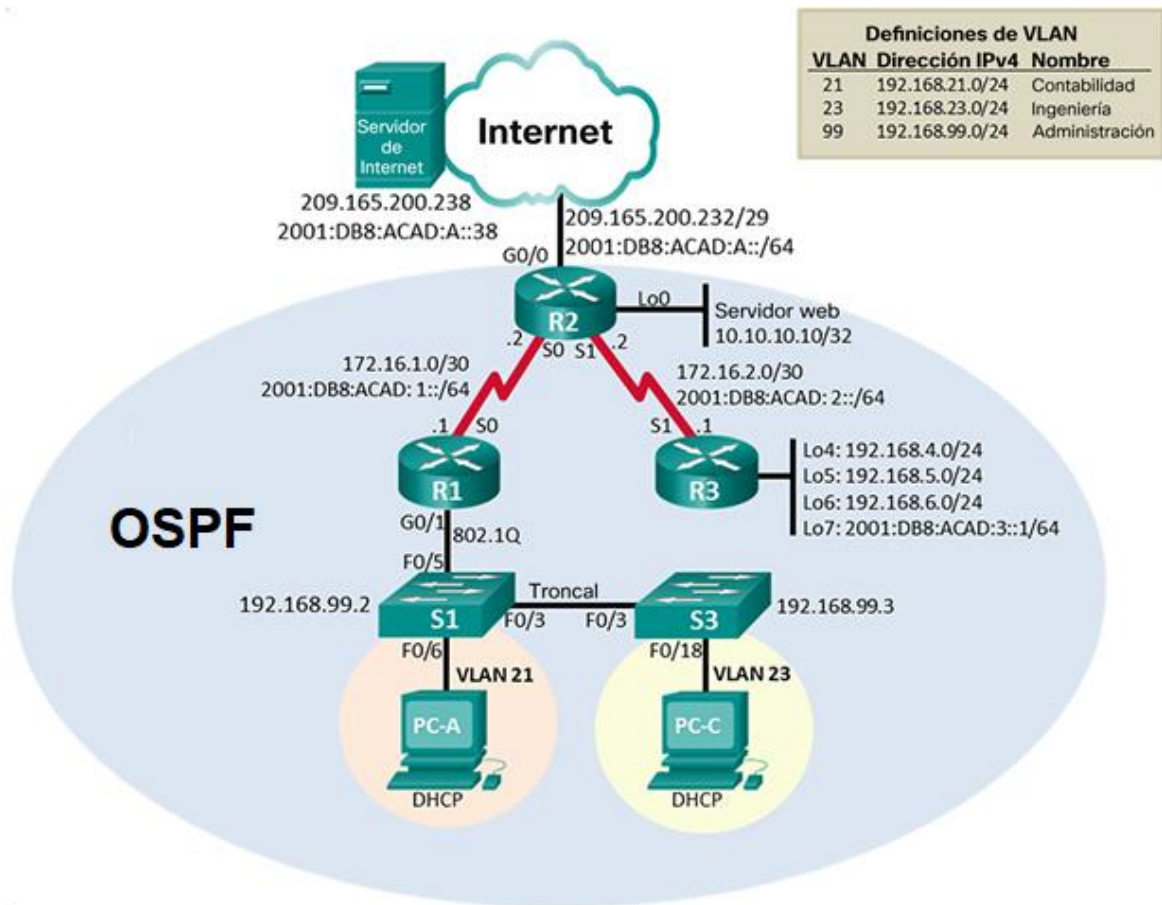 Definiciones de VLAN
VLAN Dirección IPv4 Nombre
21 192.168.21.0/24 Contabilidad
23 192.168.23.0/24 Ingeniería
99 192.168.99.0/24 Administración
Servidor
de
Internet
Internet
209.165.200.238
2001:DB8:ACAD:A::38
209.165.200.232/29
2001:DB8:ACAD:A::/64
G0/0
R2
Lo0
Servidor web
10.10.10.10/32
.2
S0
S1
.2
172.16.1.0/30
2001:DB8:ACAD: 1::/64
172.16.2.0/30
2001:DB8:ACAD: 2::/64
.1
S0
S1
.1
R1
R3
Lo4: 192.168.4.0/24
Lo5: 192.168.5.0/24
Lo6: 192.168.6.0/24
Lo7: 2001:DB8:ACAD:3::1/64
OSPF
G0/1
802.1Q
F0/5
192.168.99.2
S1
F0/3
Troncal
F0/3
S3
192.168.99.3
F0/6
VLAN 21
F0/18
VLAN 23
PC-A
PC-C
DHCP
DHCP